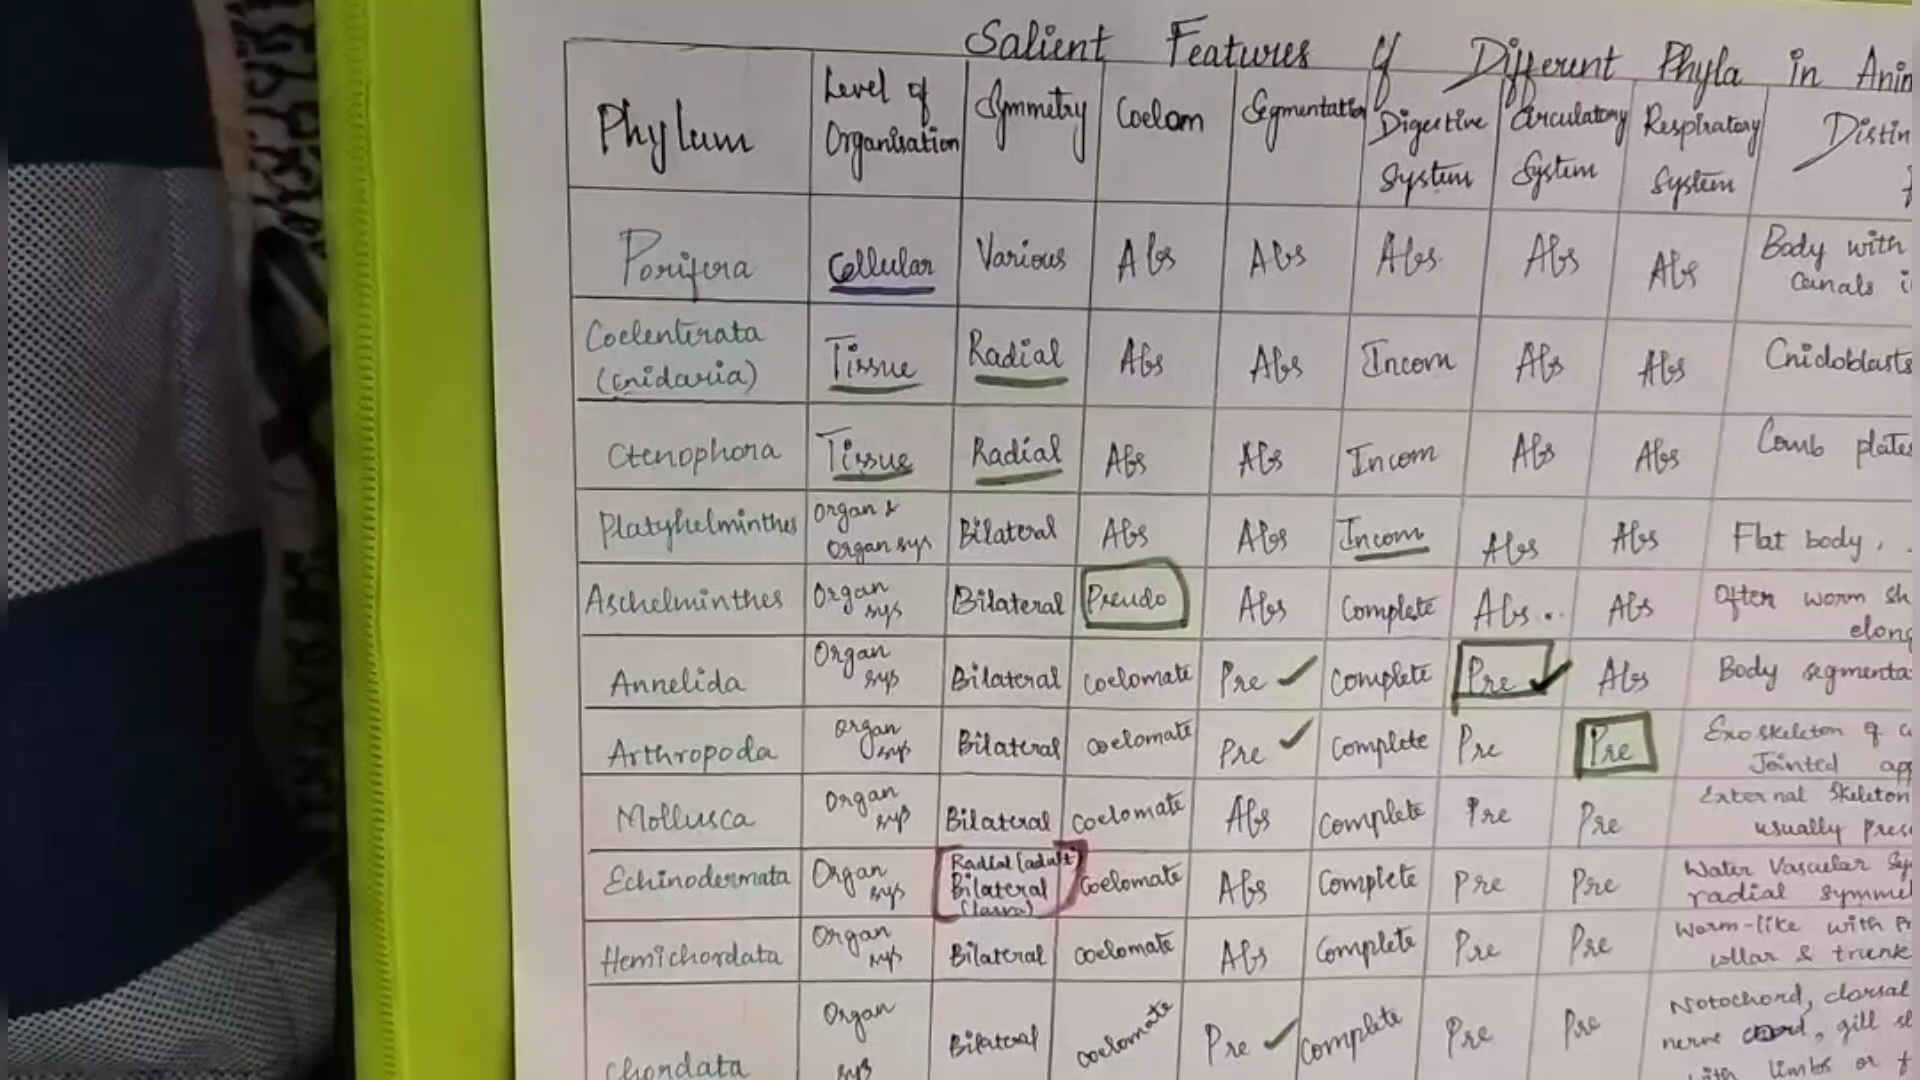 Salient Features of Different Phyla in
Phylum
Level of
Organisation
Symmetry
Coelom
Segmentation
Digestive
System
Circulatory
System
Respiratory
System
Porifera
Cellular
Various
Abs
Abs
Abs.
Abs
Abs
Body with
canals
Coelenterata
(cnidaria)
Tissue
Radial
Abs
Abs
Incom
Abs
Abs
Cnidoblasts
Ctenophora
Tissue
Radial
Abs
Abs
Incom
Abs
Abs
Comb plates
Platyhelminthes
Organ &
Organ sys
Bilateral
Abs
Abs
Incom
Abs
Abs
Flat body,
Aschelminthes
Organ
sys
Bilateral
Pseudo
Abs
Complete
Abs..
Abs
Often worm
Annelida
Organ
sys
Bilateral
coelomate
Pre ✓
Complete
Pre ✓
Abs
Body
Arthropoda
Organ
sys
Bilateral
coelomate
Pre ✓
Complete
Pre
Pre
Exoskeleton of
Jointed
Mollusca
Organ
sys
Bilateral
coelomate
Abs
Complete
Pre
Pre
External Skeleton
usually
Echinodermata
Organ
sys
Radial (adult)
Bilateral
(larva)
coelomate
Abs
Complete
Pre
Pre
Water Vascular
radial
Hemichordata
Organ
sys
Bilateral
coelomate
Abs
Complete
Pre
Pre
Worm-like with
collar & trunk
Chordata
Organ
sys
Bilateral
coelomate
Pre ✓
Complete
Pre
Pre
Notochord, dorsal
nerve cord, gill
with limbs or